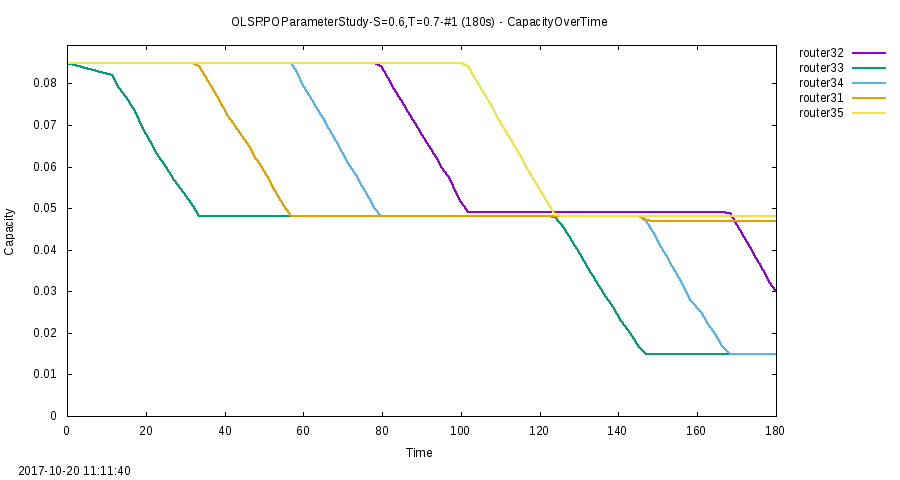 OLSRPOParameterStudy-S=0.6,T=0.7-#1 (180s) - CapacityOverTime
router32
router33
router34
router31
router35
0.08
0.07
0.06
0.05
0.04
0.03
0.02
0.01
0
Capacity
0 20 40 60 80 100 120 140 160 180
Time
2017-10-20 11:11:40